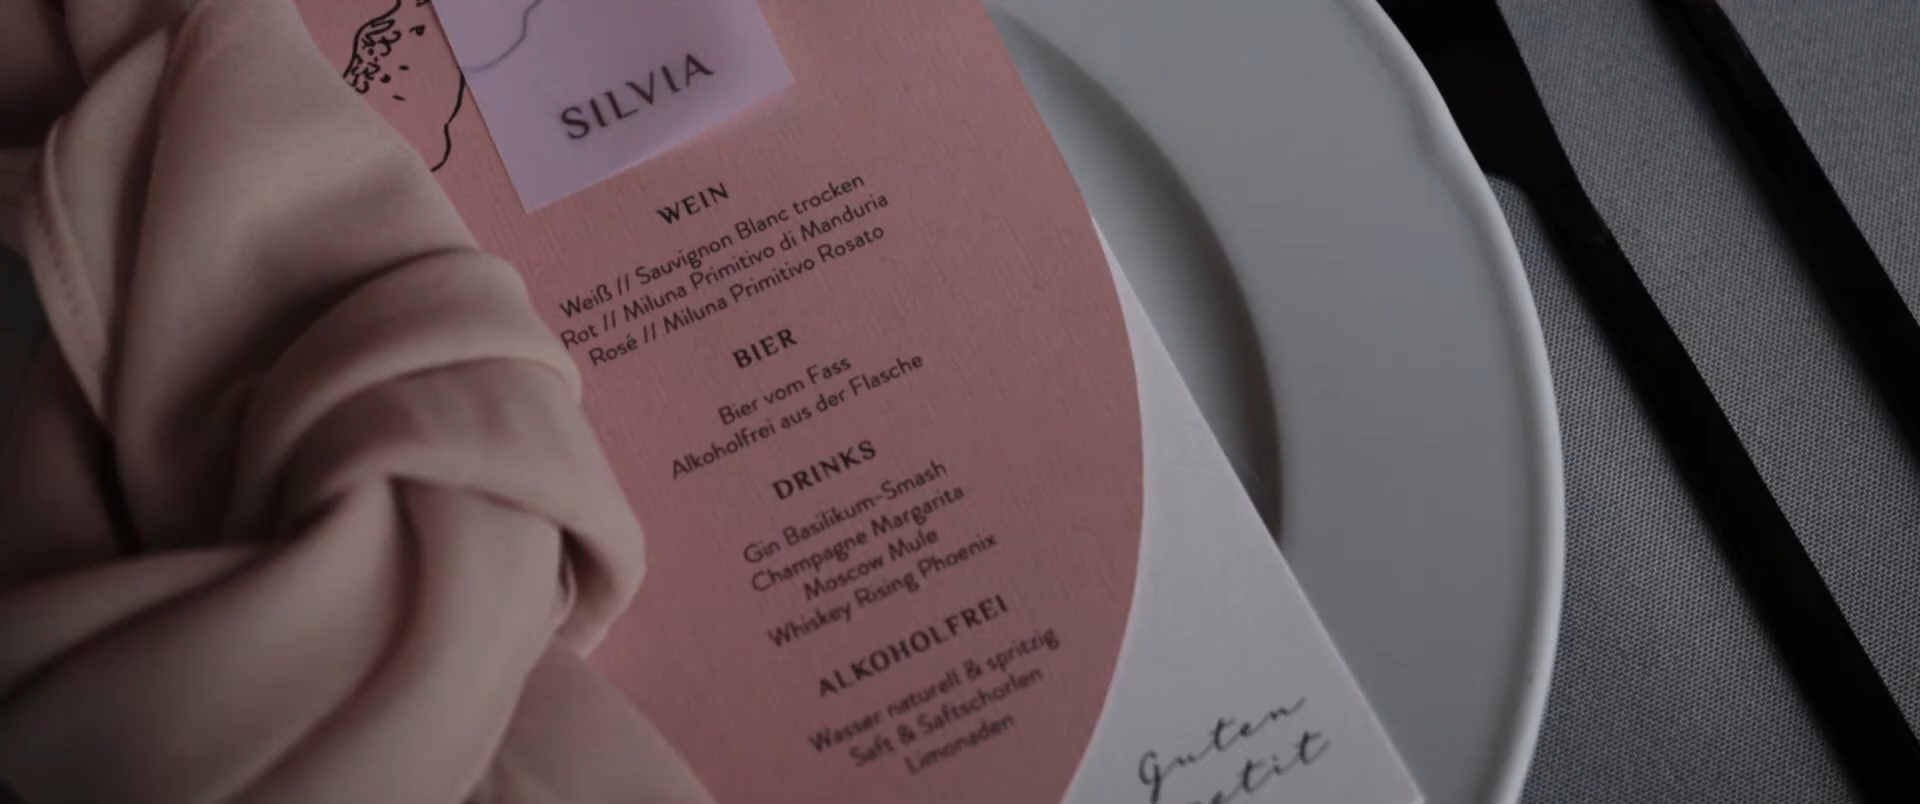 SILVIA
WEIN
Weiß // Sauvignon Blanc trocken
Rot // Miluna Primitivo di Manduria
Rosé // Miluna Primitivo Rosato
BIER
Bier vom Fass
Alkoholfrei aus der Flasche
DRINKS
Gin Basilikum-Smash
Champagne Margarita
Moscow Mule
Whiskey Rising Phoenix
ALKOHOLFREI
Wasser naturell & spritzig
Saft & Saftschorlen
Limonaden
Guten